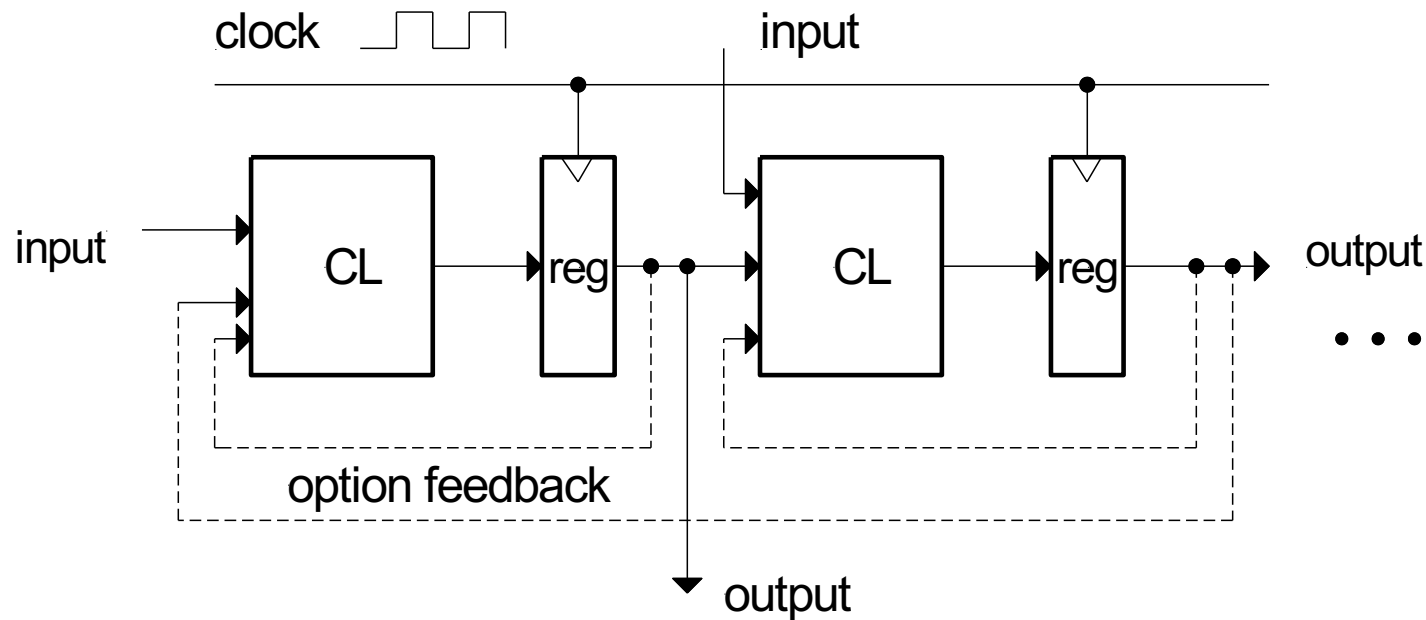 clock
input
input
CL
reg
CL
reg
output
option feedback
output